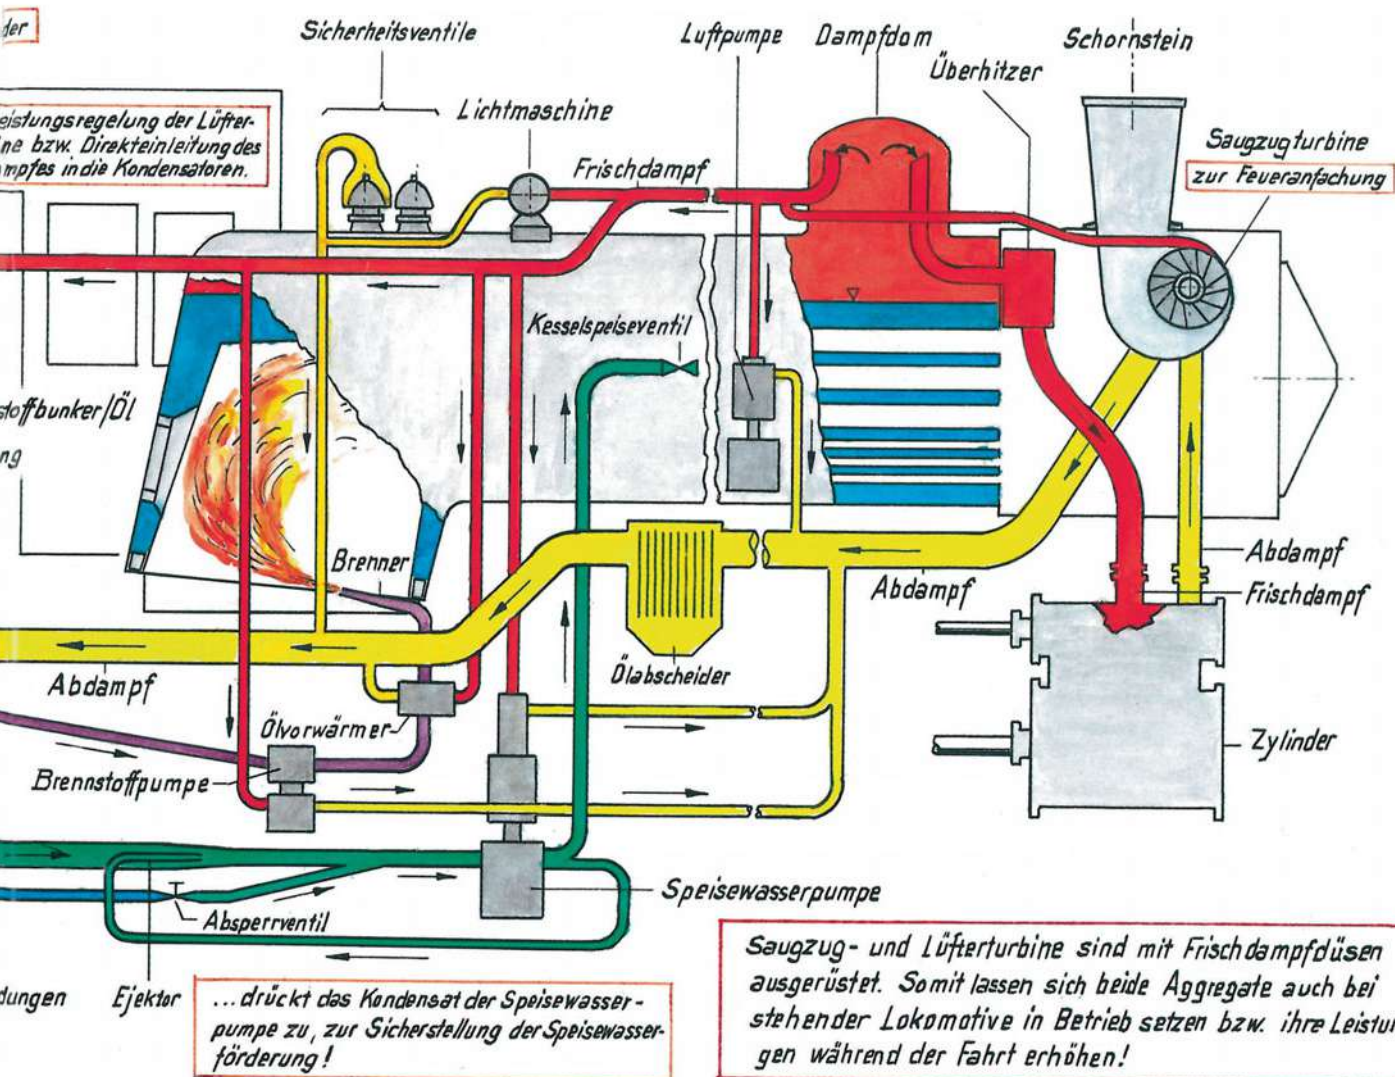 der
Sicherheitsventile
Luftpumpe
Dampfdom
Schornstein
Überhitzer
Lichtmaschine
eistungsregelung der Lüfter-
ne bzw. Direkteinleitung des
mpfes in die Kondensatoren.
Saugzugturbine
zur Feueranfachung
Frischdampf
Kesselspeiseventil
stoffbunker/Öl
ng
Brenner
Abdampf
Abdampf
Frischdampf
Ölabscheider
Abdampf
Ölvorwärmer
Zylinder
Brennstoffpumpe
Speisewasserpumpe
Absperrventil
dungen
Ejektor
...drückt das Kondensat der Speisewasser-
pumpe zu, zur Sicherstellung der Speisewasser-
förderung!
Saugzug- und Lüfterturbine sind mit Frischdampfdüsen
ausgerüstet. Somit lassen sich beide Aggregate auch bei
stehender Lokomotive in Betrieb setzen bzw. ihre Leistun
gen während der Fahrt erhöhen!